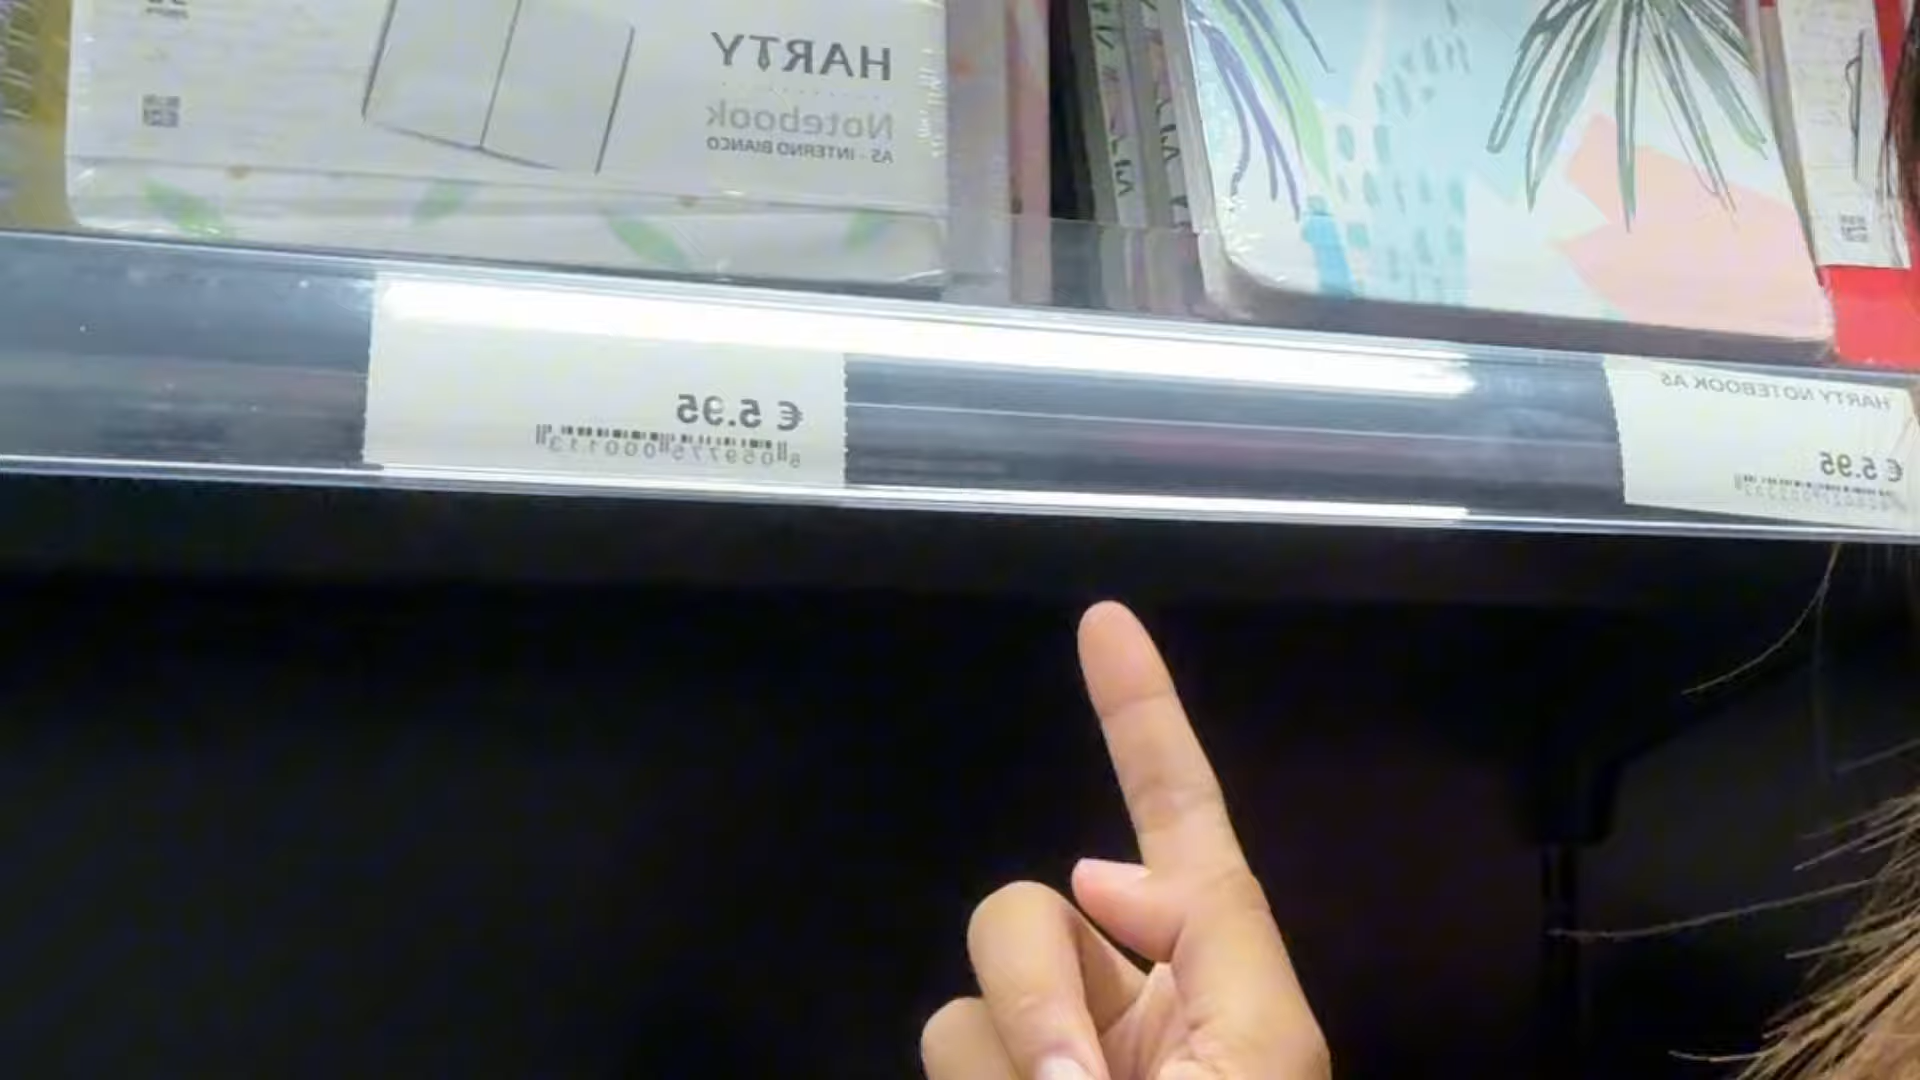 HARTY
Notebook
A5 - INTERNO BIANCO
€ 5.95
HARTY NOTEBOOK A5
€ 5.95